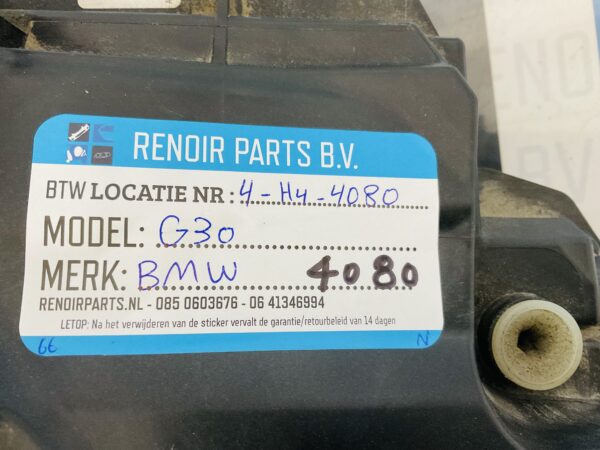 RENOIR PARTS B.V.
BTW LOCATIE NR : 4-H4-4080
MODEL: G30
MERK: BMW 4080
RENOIRPARTS.NL - 085 0603676 - 06 41346994
LETOP: Na het verwijderen van de sticker vervalt de garantie/retourbeleid van 14 dagen
66 N